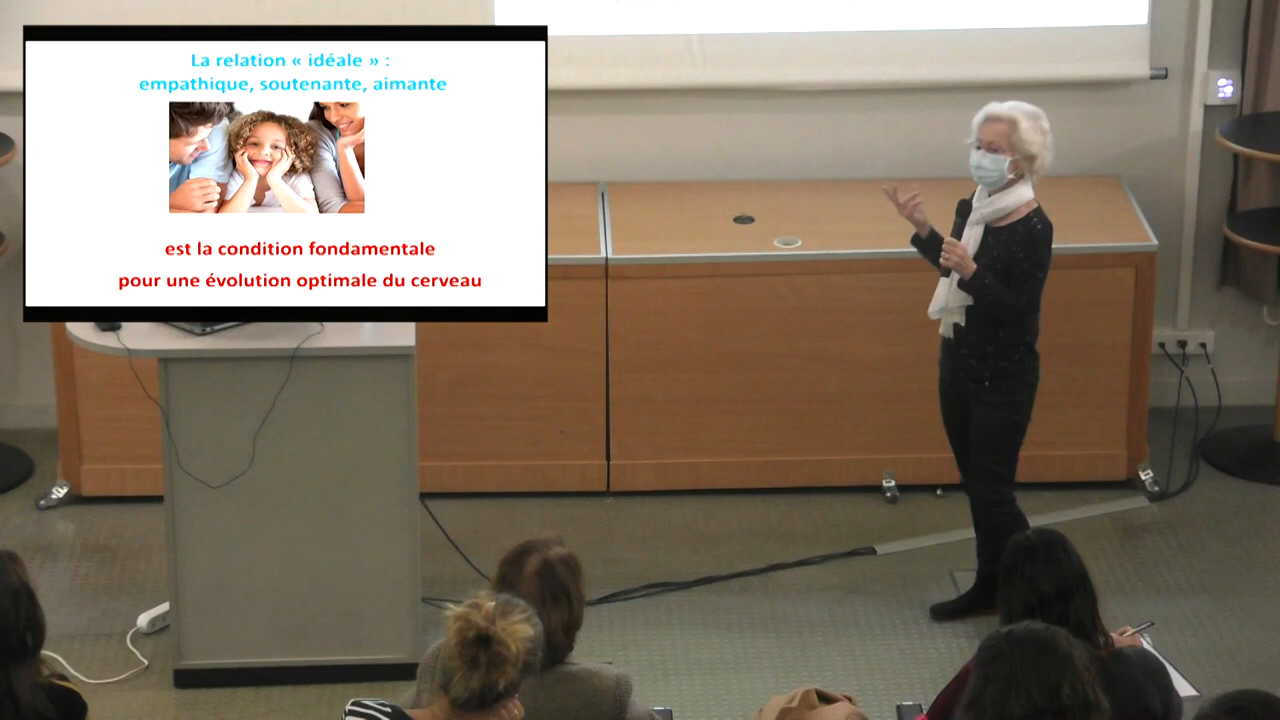 La relation « idéale » :
empathique, soutenante, aimante
est la condition fondamentale
pour une évolution optimale du cerveau